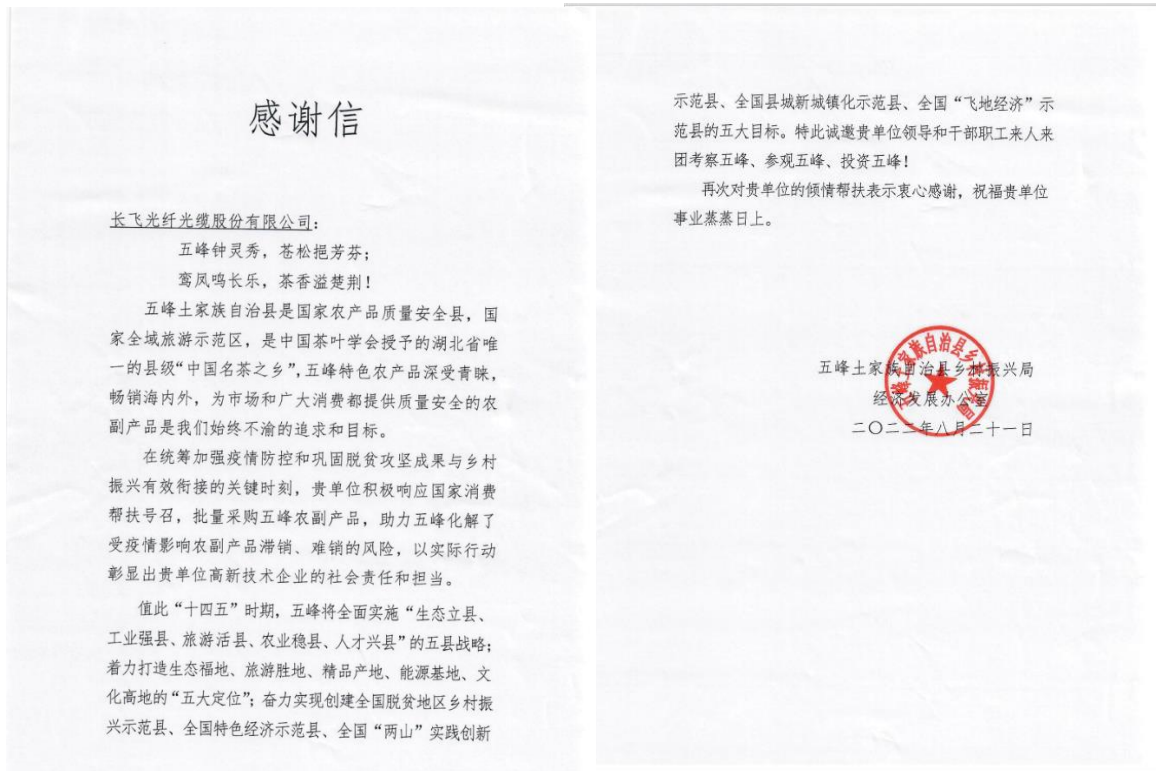 感谢信
长飞光纤光缆股份有限公司：
五峰钟灵秀，苍松挹芳芬；
鸾凤鸣长乐，茶香溢楚荆！
五峰土家族自治县是国家农产品质量安全县，国
家全域旅游示范区，是中国茶叶学会授予的湖北省唯
一的县级“中国名茶之乡”，五峰特色农产品深受青睐，
畅销海内外，为市场和广大消费都提供质量安全的农
副产品是我们始终不渝的追求和目标。
在统筹加强疫情防控和巩固脱贫攻坚成果与乡村
振兴有效衔接的关键时刻，贵单位积极响应国家消费
帮扶号召，批量采购五峰农副产品，助力五峰化解了
受疫情影响农副产品滞销、难销的风险，以实际行动
彰显出贵单位高新技术企业的社会责任和担当。
值此“十四五”时期，五峰将全面实施“生态立县、
工业强县、旅游活县、农业稳县、人才兴县”的五县战略；
着力打造生态福地、旅游胜地、精品产地、能源基地、文
化高地的“五大定位”；奋力实现创建全国脱贫地区乡村振
兴示范县、全国特色经济示范县、全国“两山”实践创新
示范县、全国县城新城镇化示范县、全国“飞地经济”示
范县的五大目标。特此诚邀贵单位领导和干部职工来人来
团考察五峰、参观五峰、投资五峰！
再次对贵单位的倾情帮扶表示衷心感谢，祝福贵单位
事业蒸蒸日上。
五峰土家族自治县乡村振兴局
经济发展办公室
二〇二二年八月二十一日
五峰土家族自治县乡村振兴局